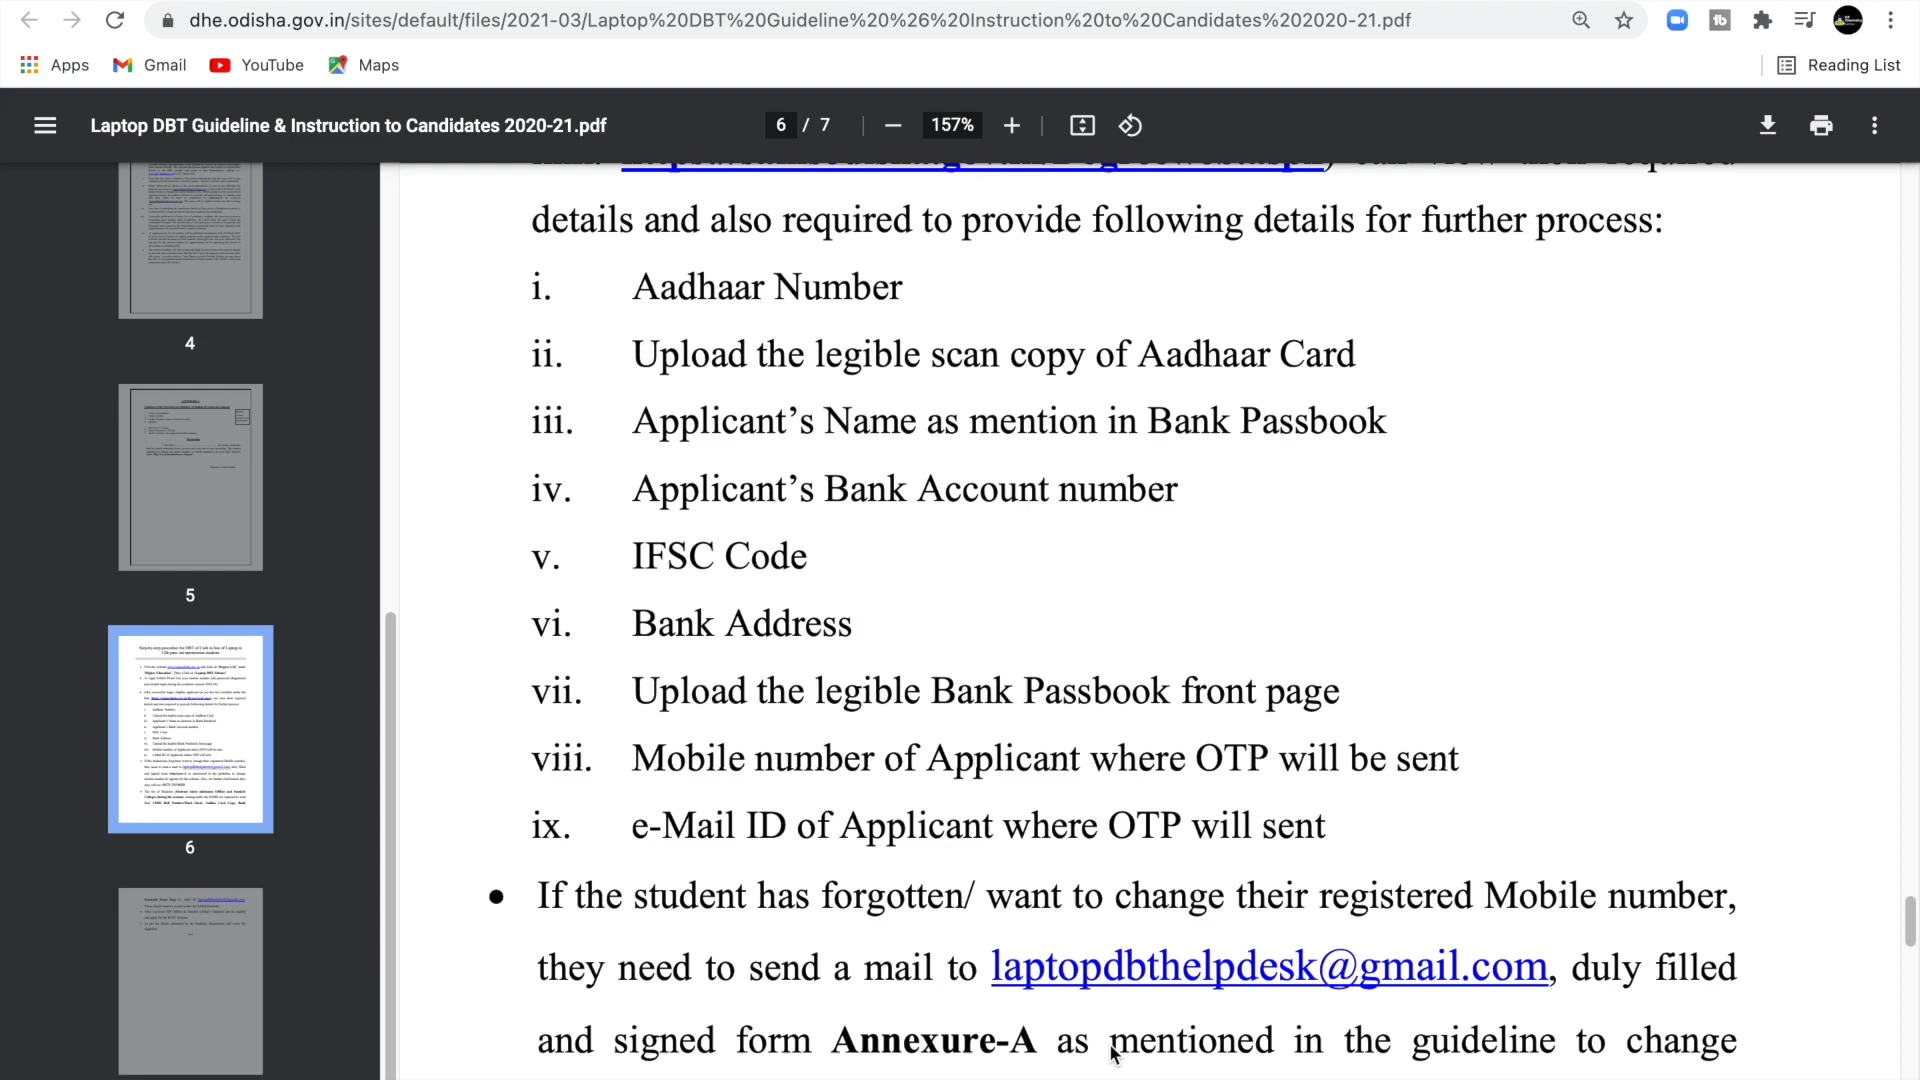 dhe.odisha.gov.in/sites/default/files/2021-03/Laptop%20DBT%20Guideline%20%26%20Instruction%20to%20Candidates%202020-21.pdf
Apps Gmail YouTube Maps Reading List
Laptop DBT Guideline & Instruction to Candidates 2020-21.pdf 6 / 7 157%
4
5
6
details and also required to provide following details for further process:
i. Aadhaar Number
ii. Upload the legible scan copy of Aadhaar Card
iii. Applicant’s Name as mention in Bank Passbook
iv. Applicant’s Bank Account number
v. IFSC Code
vi. Bank Address
vii. Upload the legible Bank Passbook front page
viii. Mobile number of Applicant where OTP will be sent
ix. e-Mail ID of Applicant where OTP will sent
• If the student has forgotten/ want to change their registered Mobile number,
they need to send a mail to laptopdbthelpdesk@gmail.com, duly filled
and signed form Annexure-A as mentioned in the guideline to change